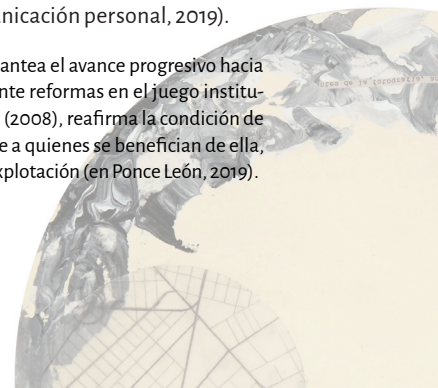 nicación personal, 2019).
antea el avance progresivo hacia
nte reformas en el juego institu-
(2008), reafirma la condición de
e a quienes se benefician de ella,
xplotación (en Ponce León, 2019).